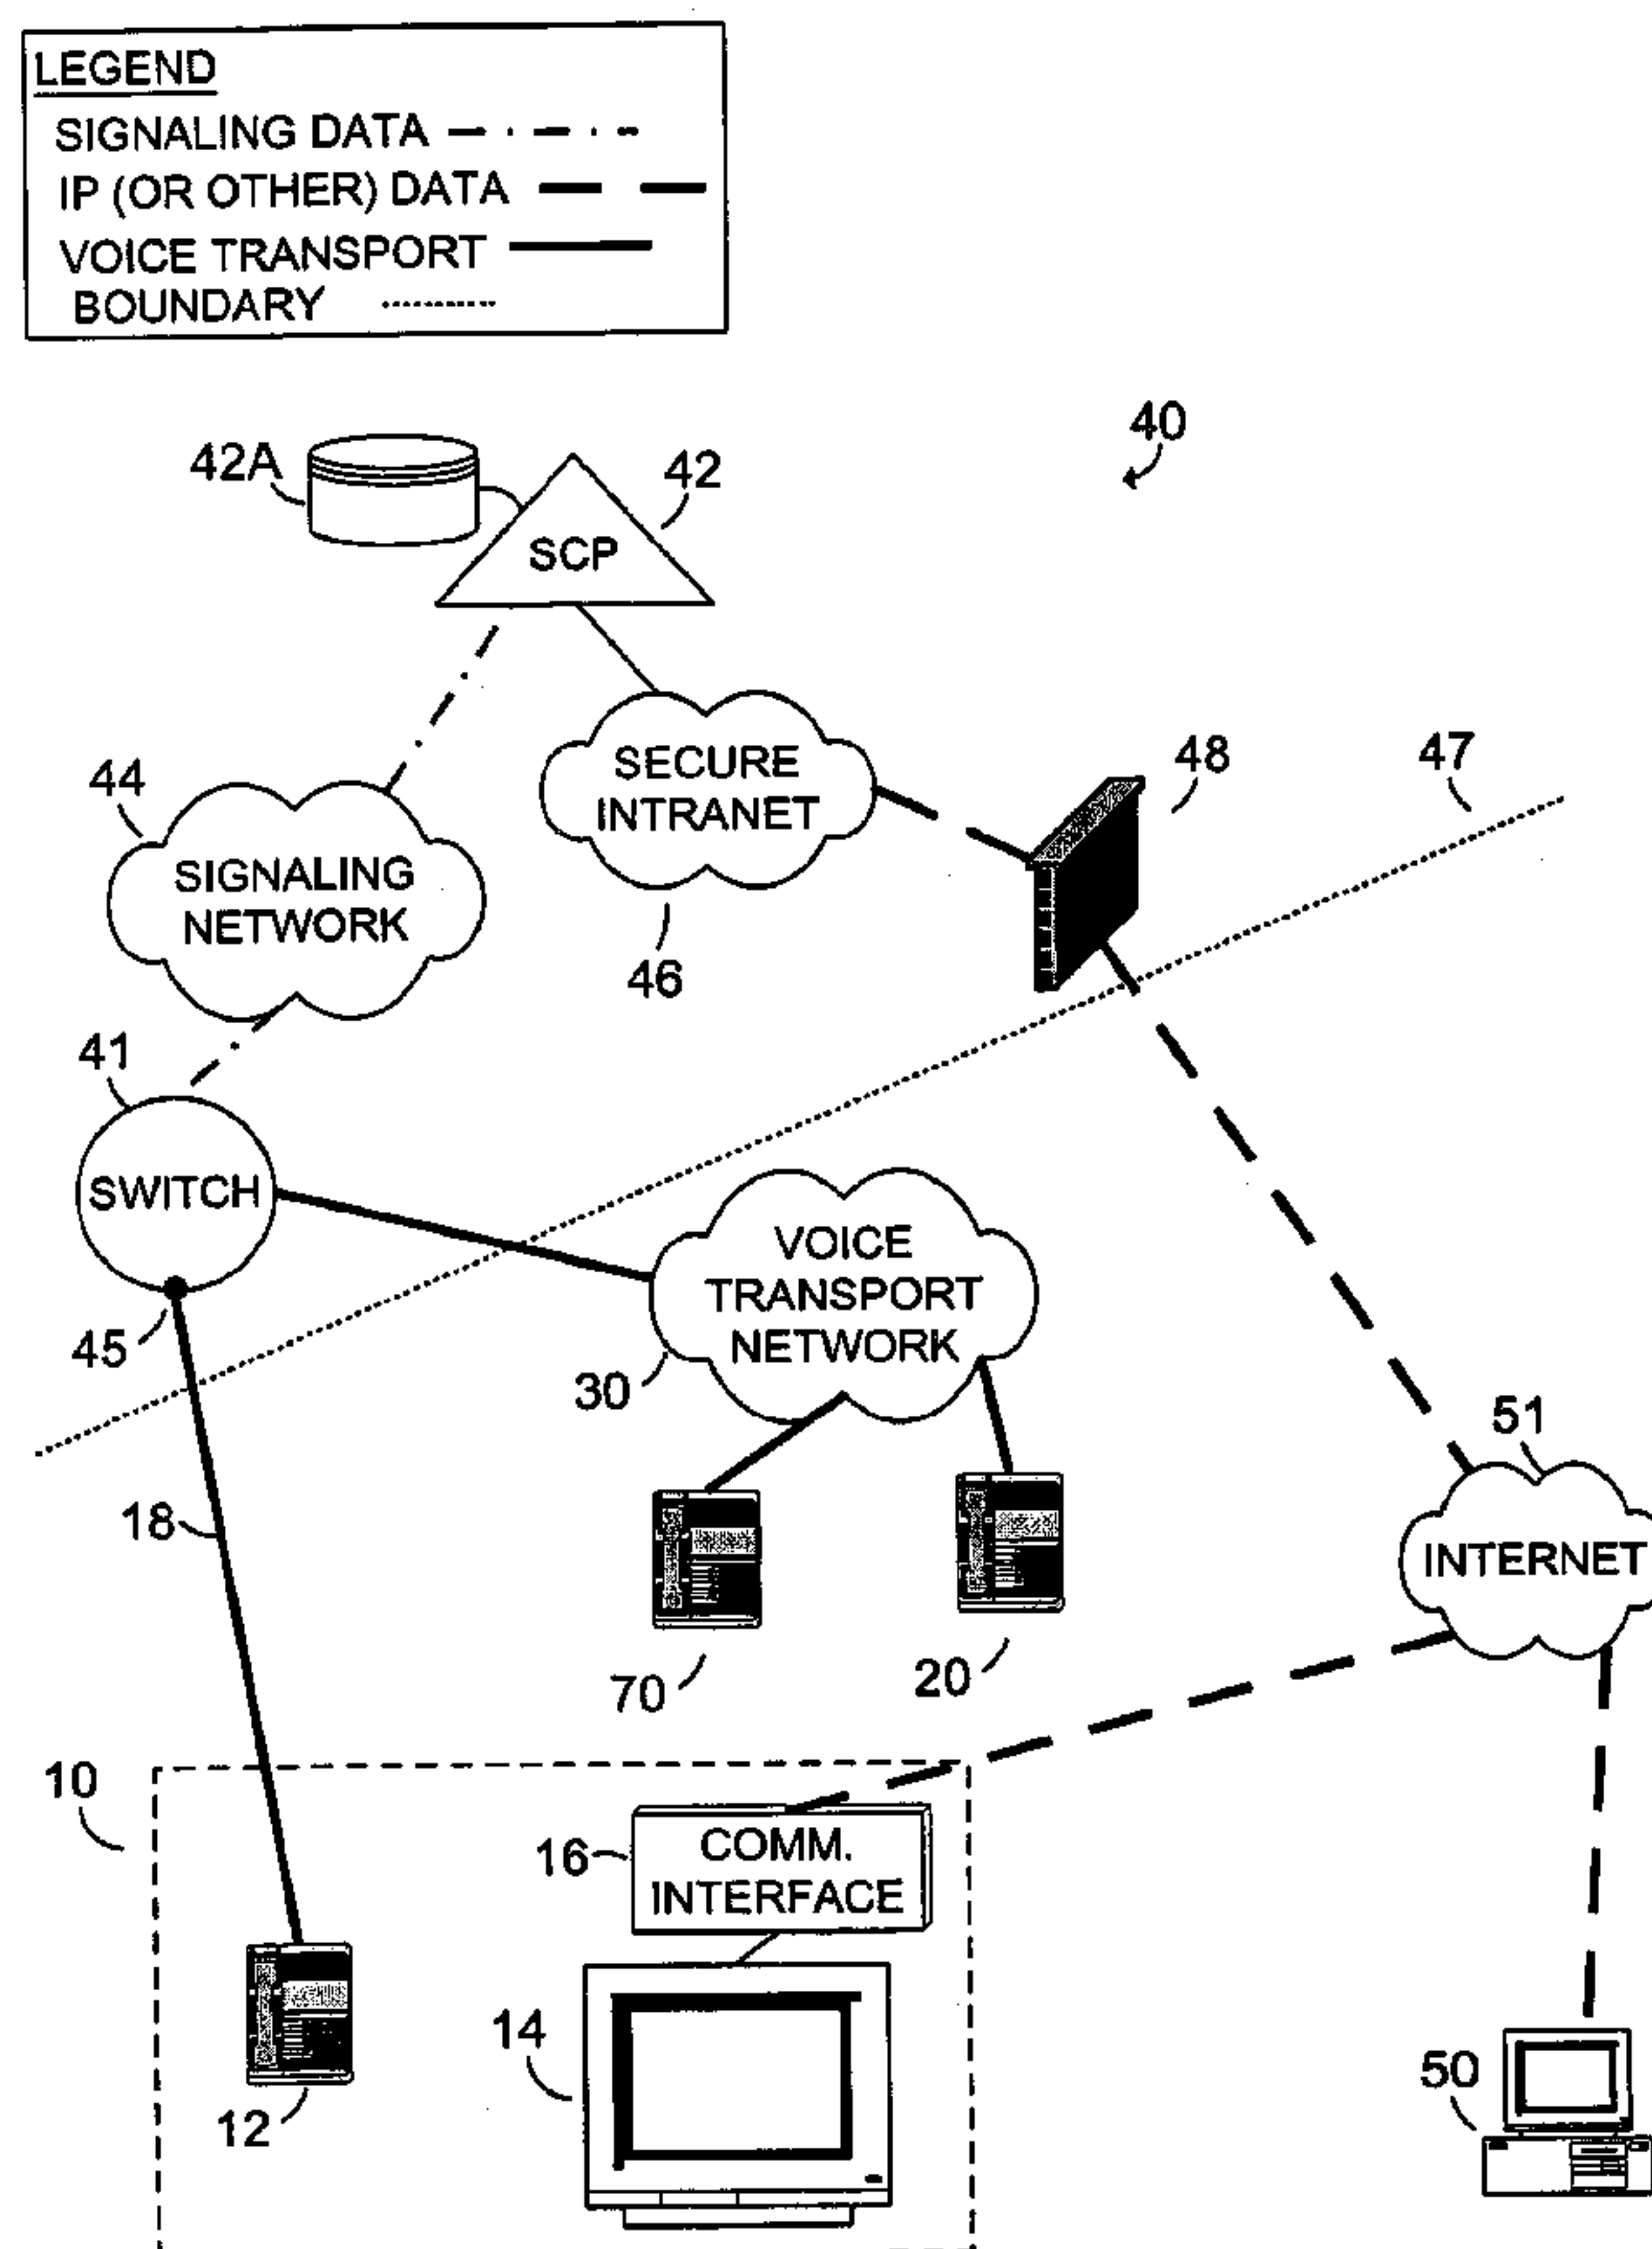 LEGEND
SIGNALING DATA
IP (OR OTHER) DATA
VOICE TRANSPORT
BOUNDARY
40
42A
42
SCP
44
SECURE
INTRANET
48
47
SIGNALING
NETWORK
46
41
SWITCH
VOICE
TRANSPORT
NETWORK
45
30
51
18
INTERNET
70
20
10
16
COMM.
INTERFACE
14
50
12